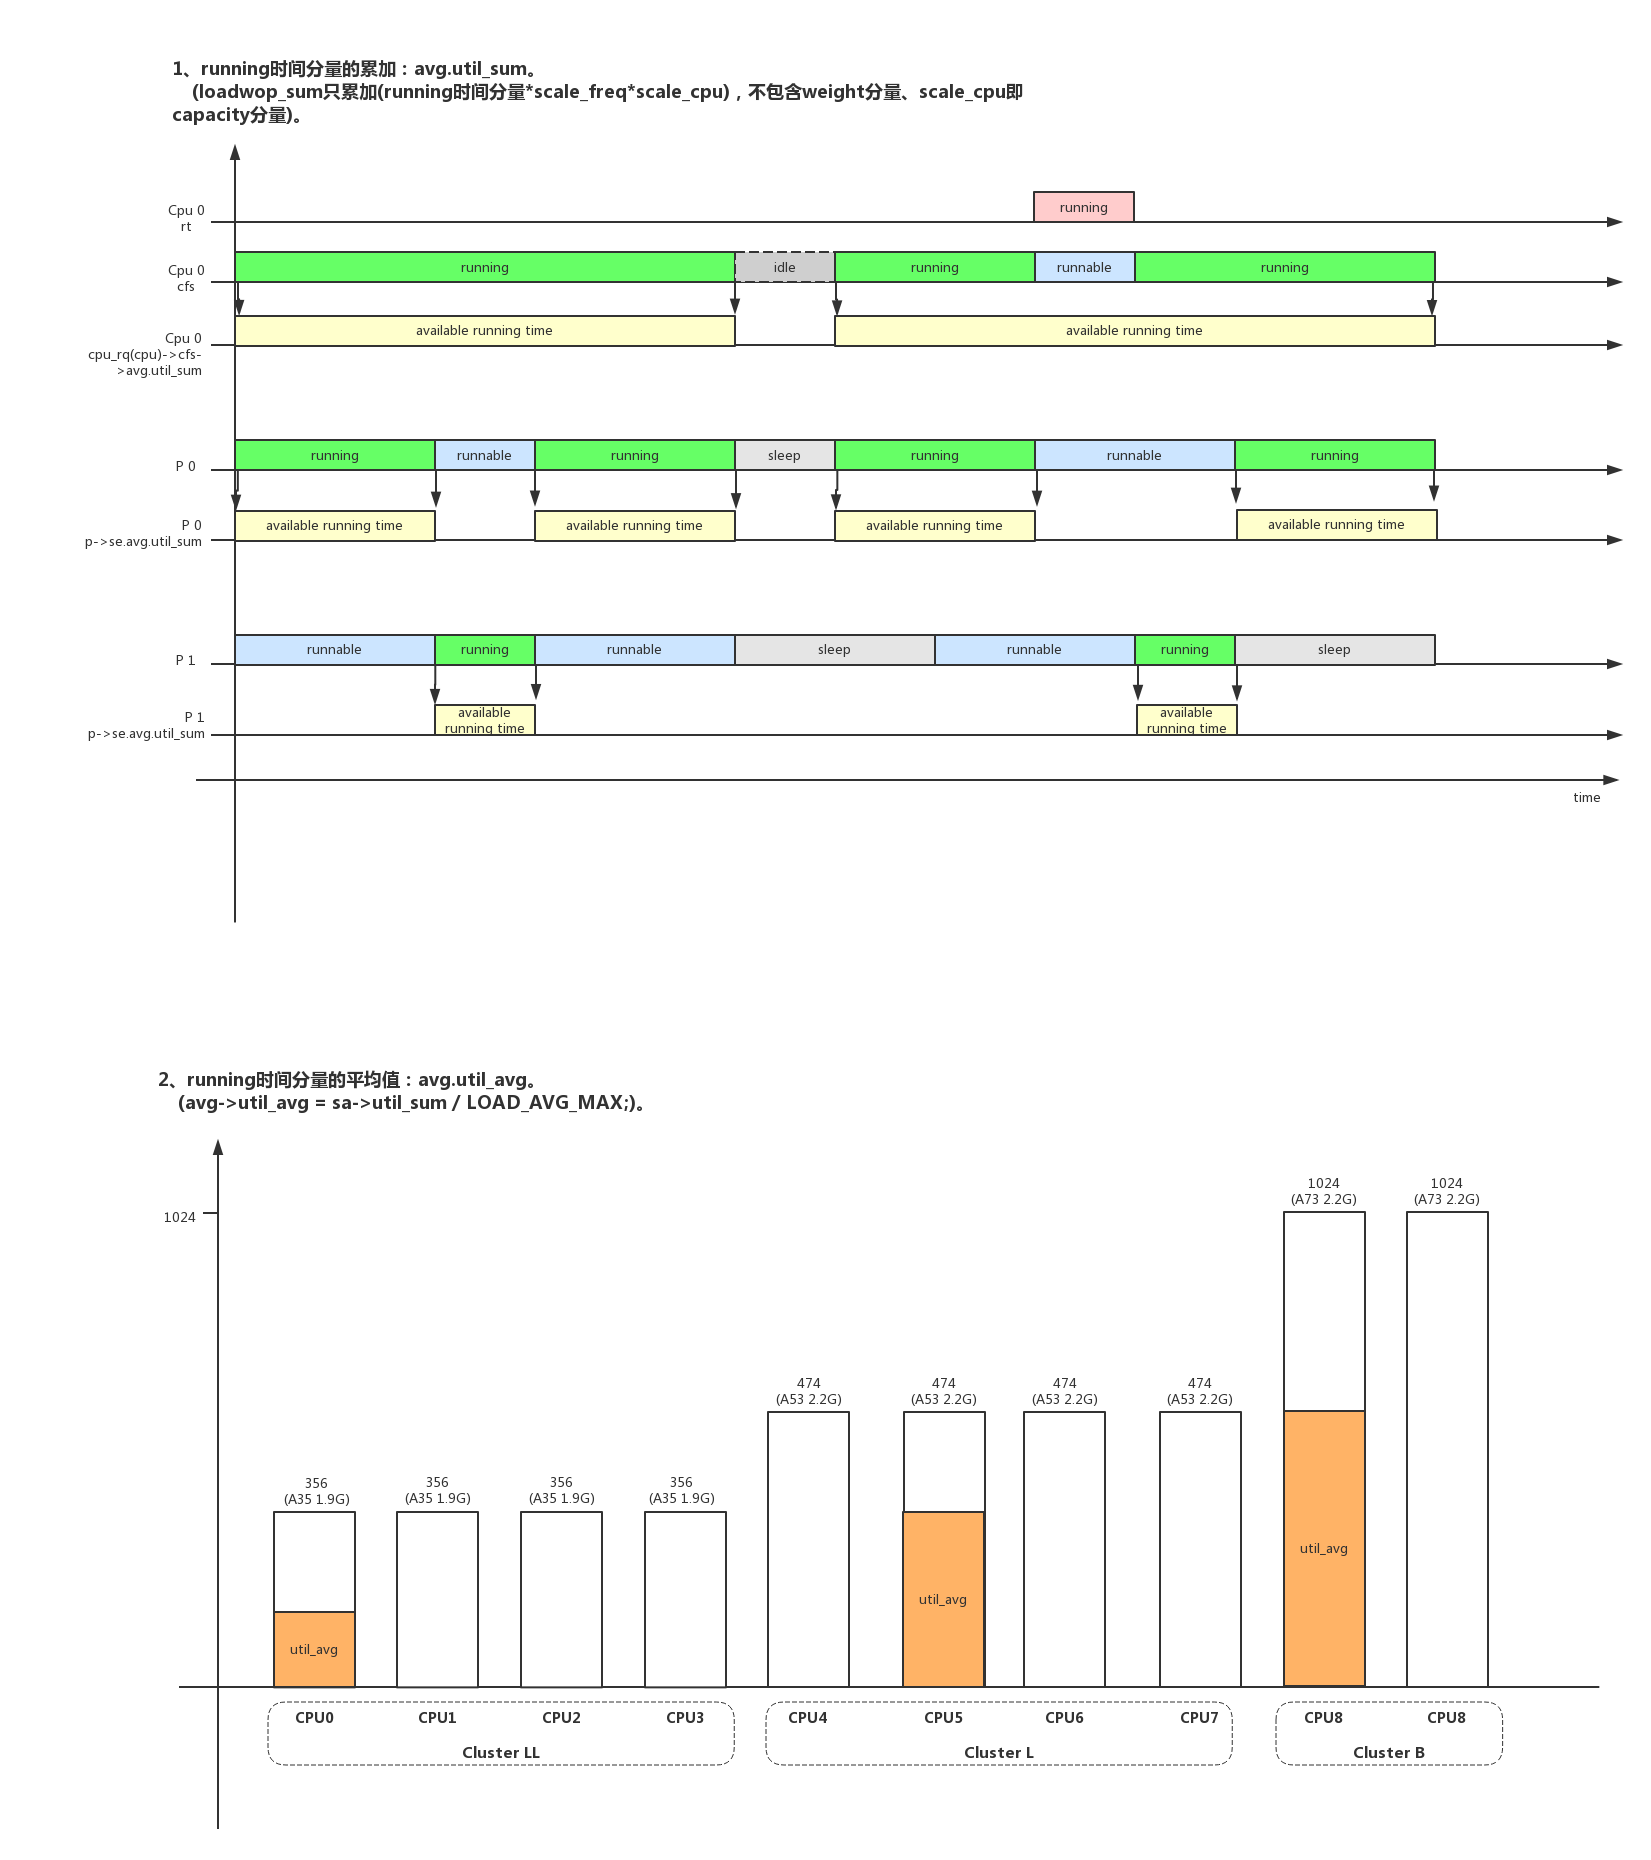 1、running时间分量的累加：avg.util_sum。
(loadwop_sum只累加(running时间分量*scale_freq*scale_cpu)，不包含weight分量、scale_cpu即
capacity分量)。
Cpu 0
rt
running
Cpu 0
cfs
running
idle
running
runnable
running
Cpu 0
cpu_rq(cpu)->cfs-
>avg.util_sum
available running time
available running time
P 0
running
runnable
running
sleep
running
runnable
running
P 0
p->se.avg.util_sum
available running time
available running time
available running time
available running time
P 1
runnable
running
runnable
sleep
runnable
running
sleep
P 1
p->se.avg.util_sum
available
running time
available
running time
time
2、running时间分量的平均值：avg.util_avg。
(avg->util_avg = sa->util_sum / LOAD_AVG_MAX;)。
1024
1024
(A73 2.2G)
1024
(A73 2.2G)
474
(A53 2.2G)
474
(A53 2.2G)
474
(A53 2.2G)
474
(A53 2.2G)
356
(A35 1.9G)
356
(A35 1.9G)
356
(A35 1.9G)
356
(A35 1.9G)
util_avg
util_avg
util_avg
CPU0
CPU1
CPU2
CPU3
CPU4
CPU5
CPU6
CPU7
CPU8
CPU8
Cluster LL
Cluster L
Cluster B